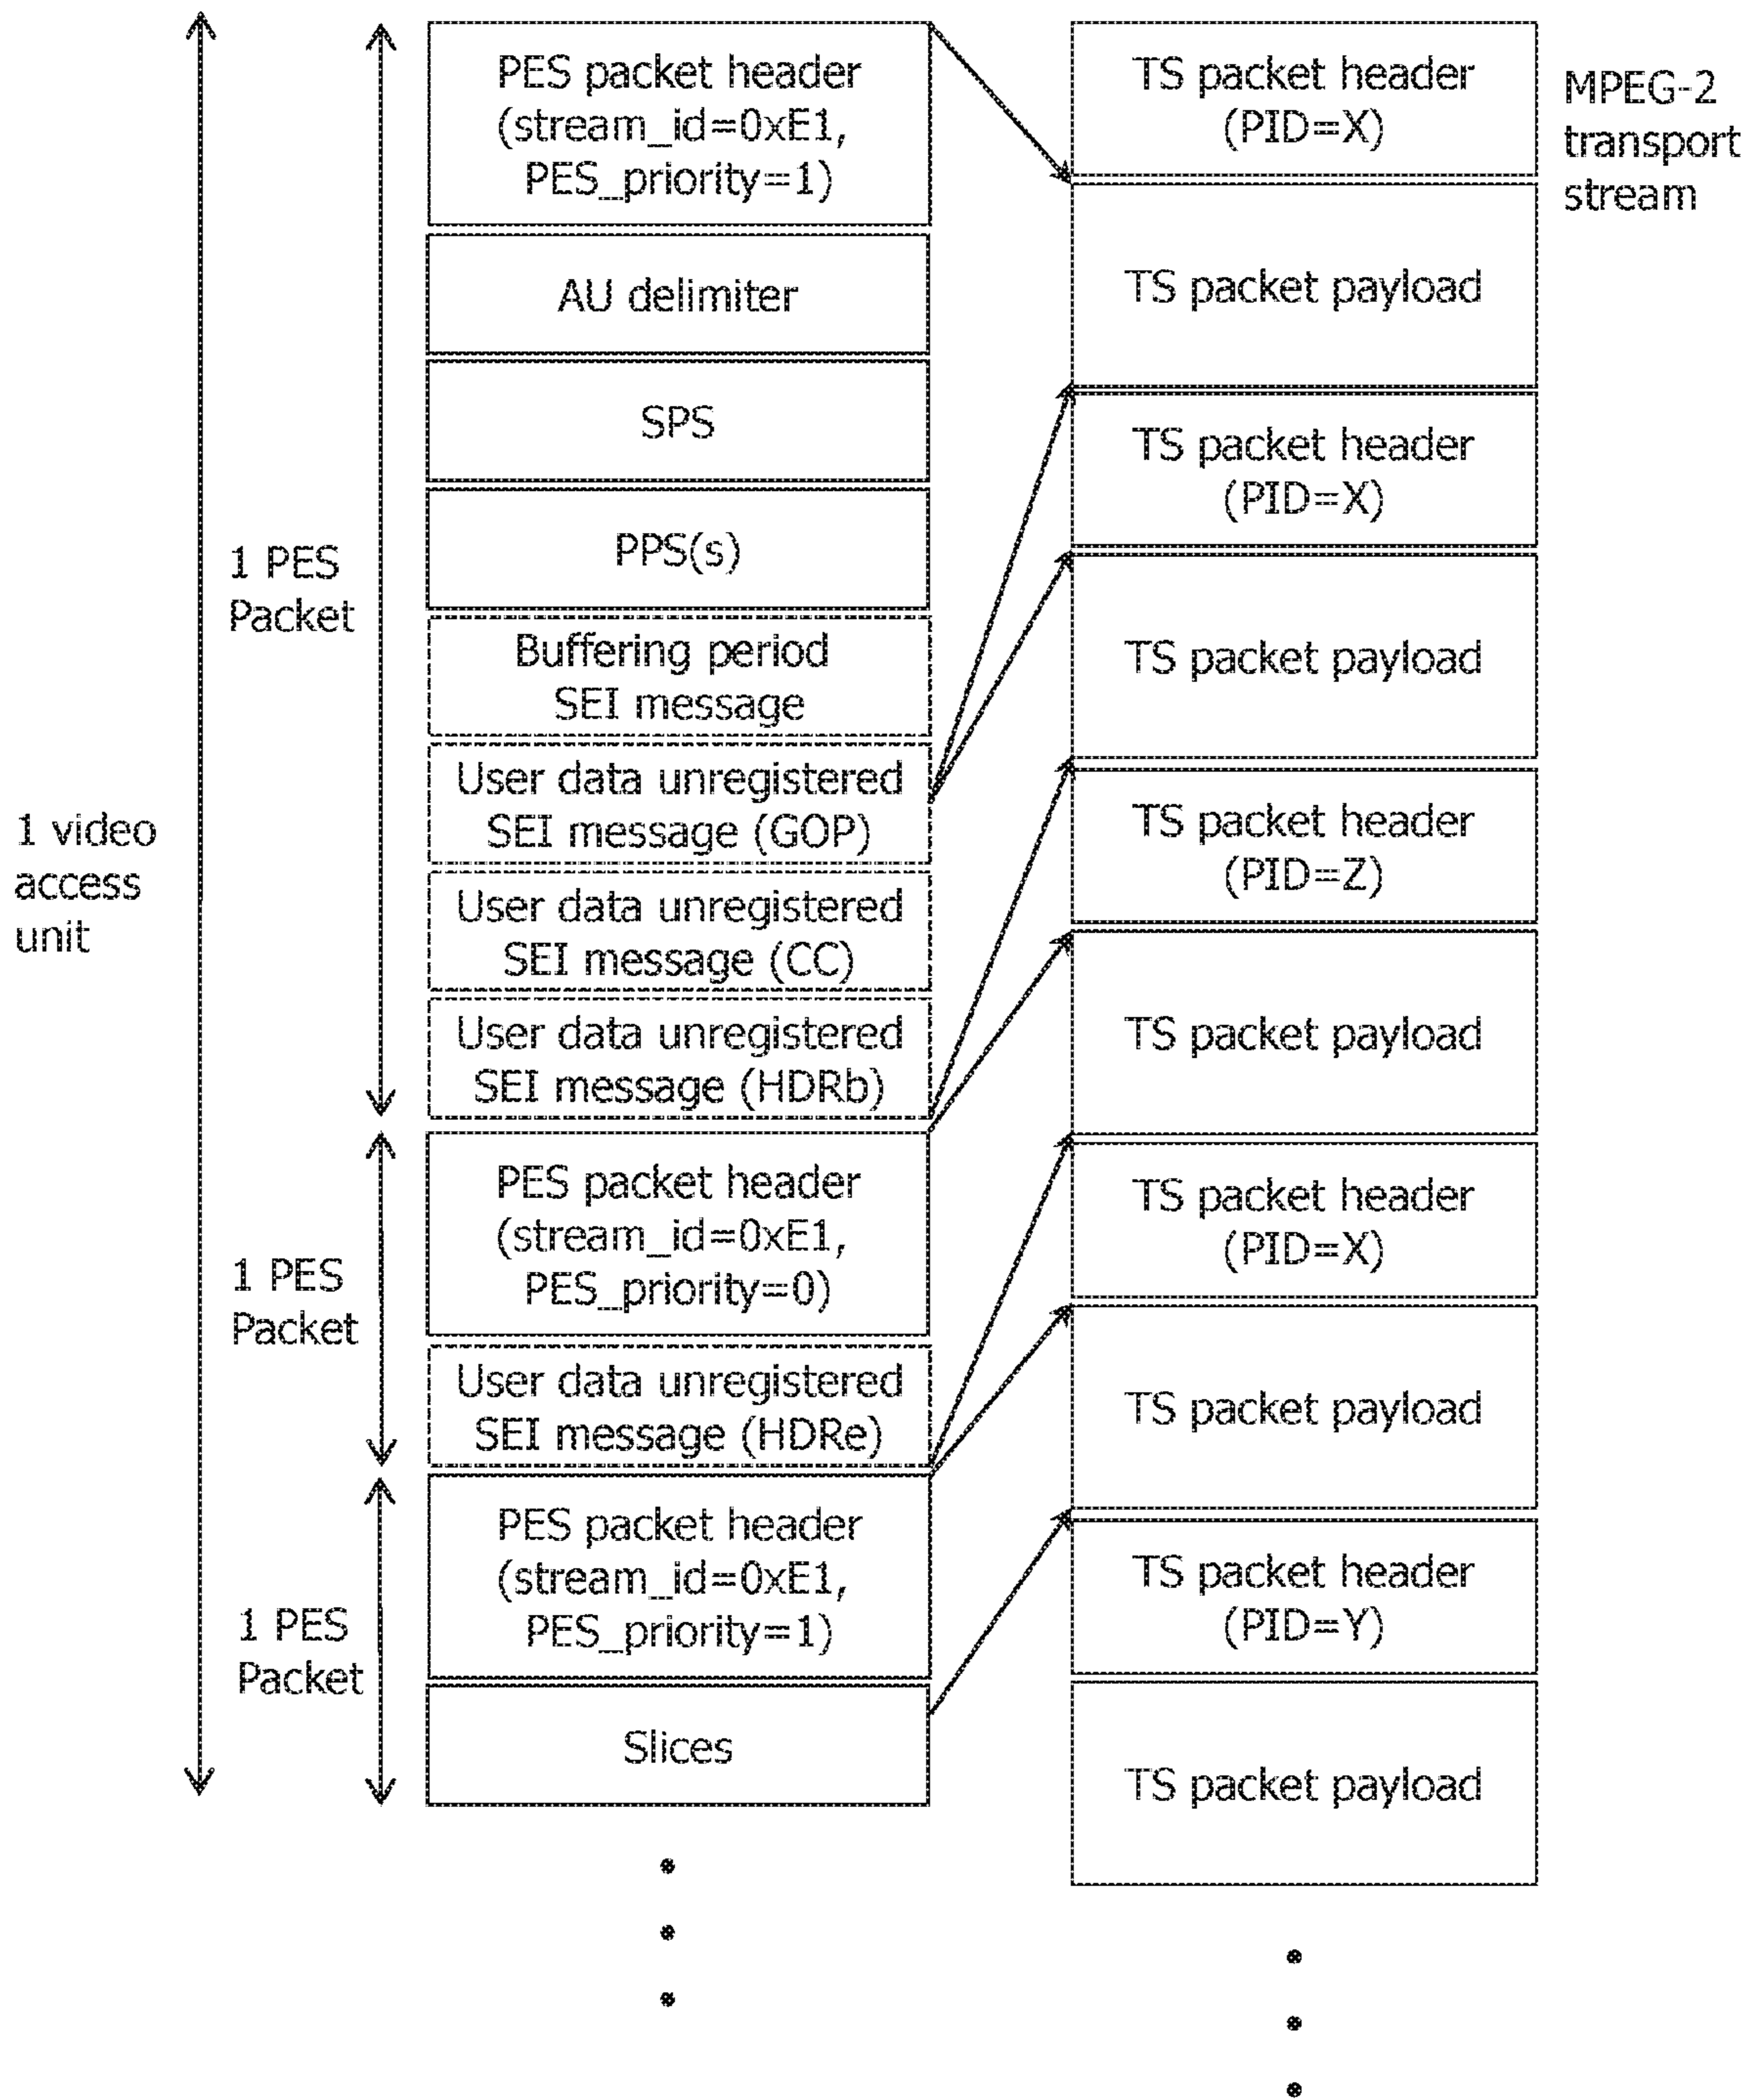 1 video
access
unit
1 PES
Packet
1 PES
Packet
1 PES
Packet
PES packet header
(stream_id=0xE1,
PES_priority=1)
AU delimiter
SPS
PPS(s)
Buffering period
SEI message
User data unregistered
SEI message (GOP)
User data unregistered
SEI message (CC)
User data unregistered
SEI message (HDRb)
PES packet header
(stream_id=0xE1,
PES_priority=0)
User data unregistered
SEI message (HDRe)
PES packet header
(stream_id=0xE1,
PES_priority=1)
Slices
TS packet header
(PID=X)
TS packet payload
TS packet header
(PID=X)
TS packet payload
TS packet header
(PID=Z)
TS packet payload
TS packet header
(PID=X)
TS packet payload
TS packet header
(PID=Y)
TS packet payload
MPEG-2
transport
stream